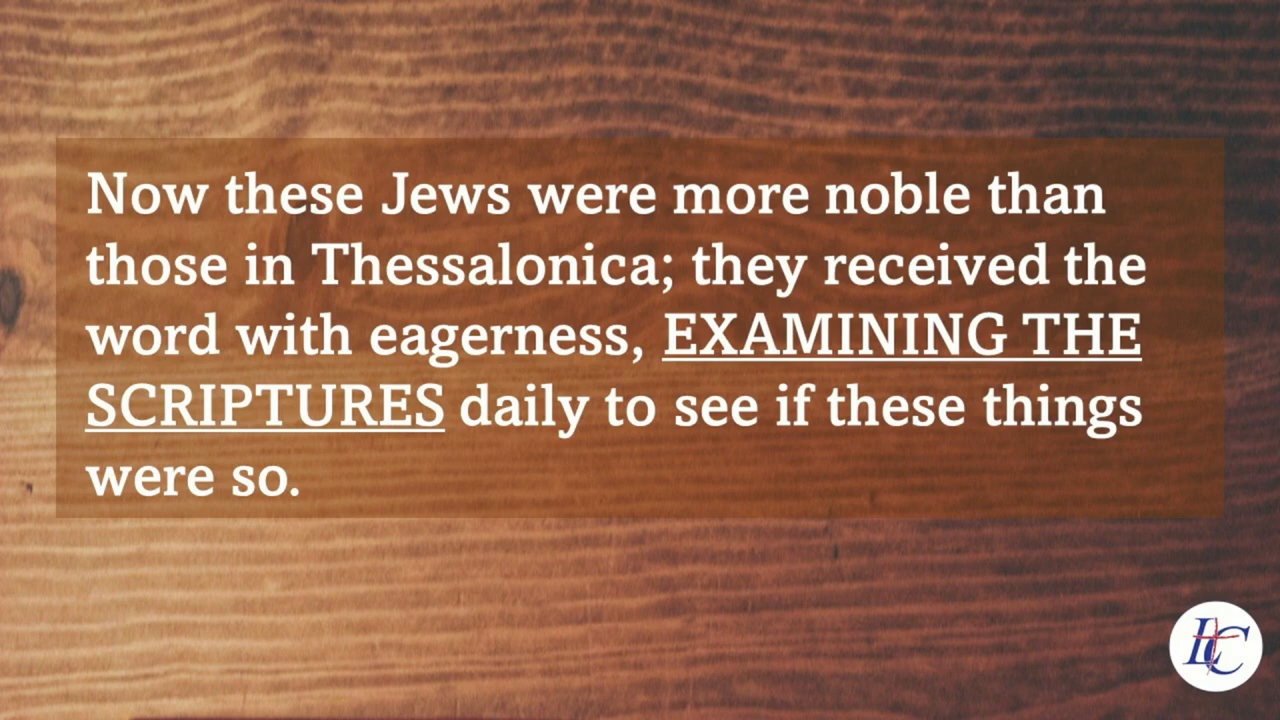 Now these Jews were more noble than
those in Thessalonica; they received the
word with eagerness, EXAMINING THE
SCRIPTURES daily to see if these things
were so.
LC